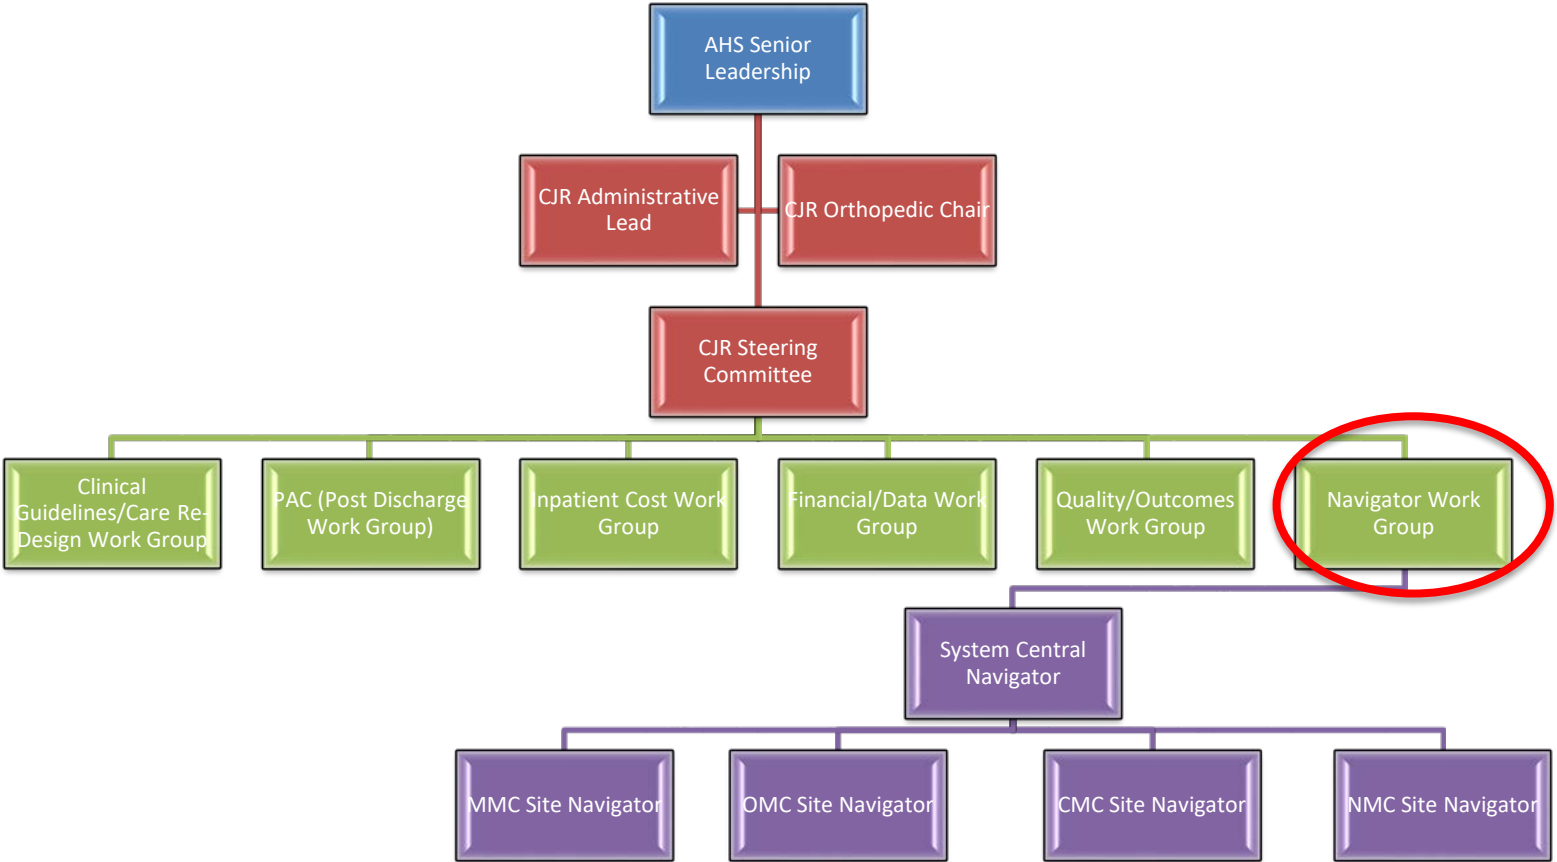 AHS Senior
Leadership
CJR Administrative
Lead
CJR Orthopedic Chair
CJR Steering
Committee
Clinical
Guidelines/Care Re-
Design Work Group
PAC (Post Discharge
Work Group)
Inpatient Cost Work
Group
Financial/Data Work
Group
Quality/Outcomes
Work Group
Navigator Work
Group
System Central
Navigator
MMC Site Navigator
OMC Site Navigator
CMC Site Navigator
NMC Site Navigator